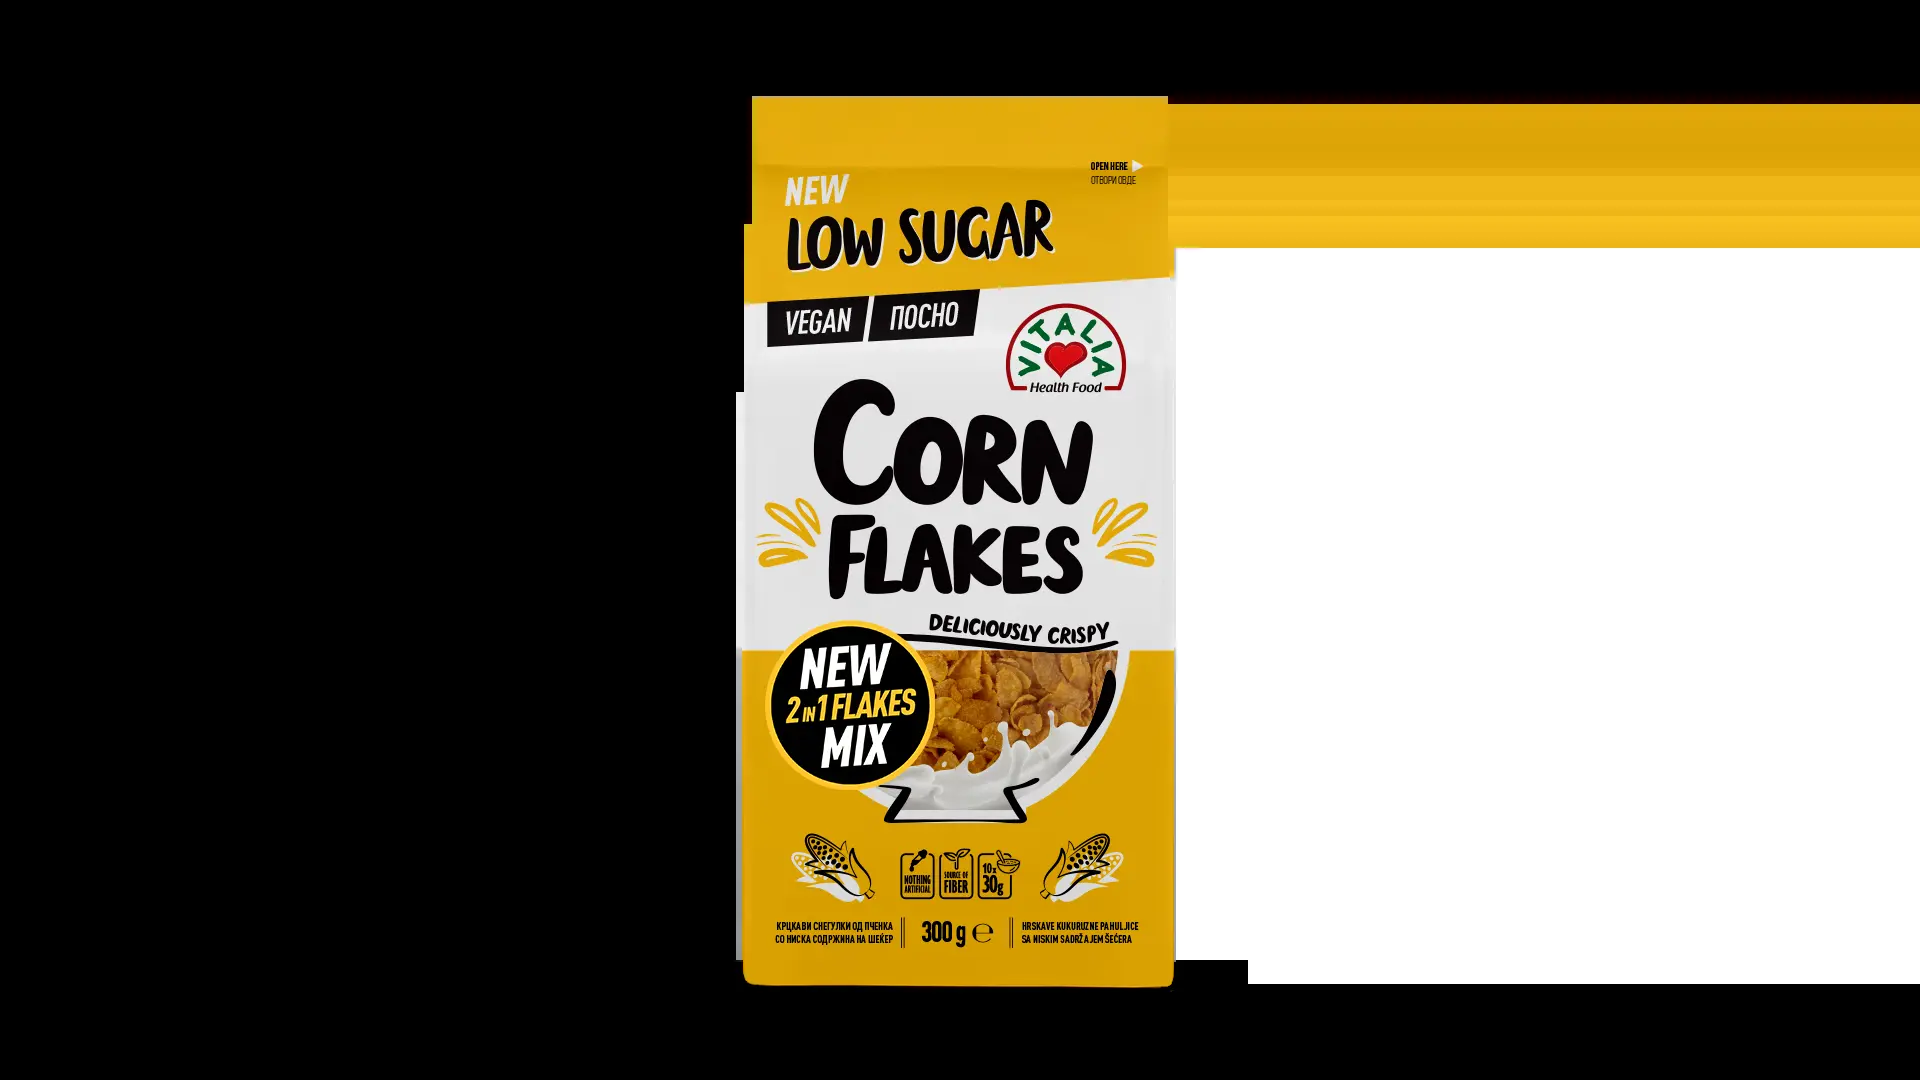 OPEN HERE
ОТВОРИ ОВДЕ
NEW
LOW SUGAR
VEGAN
ПОСНО
VITALIA
Health Food
CORN
FLAKES
DELICIOUSLY CRISPY
NEW
2 IN 1 FLAKES
MIX
NOTHING
ARTIFICIAL
SOURCE OF
FIBER
10x
30g
КРЦКАВИ СНЕГУЛКИ ОД ПЧЕНКА
СО НИСКА СОДРЖИНА НА ШЕЌЕР
300 g ℮
HRSKAVE KUKURUZNE PAHULJICE
SA NISKIM SADRŽAJEM ŠEĆERA